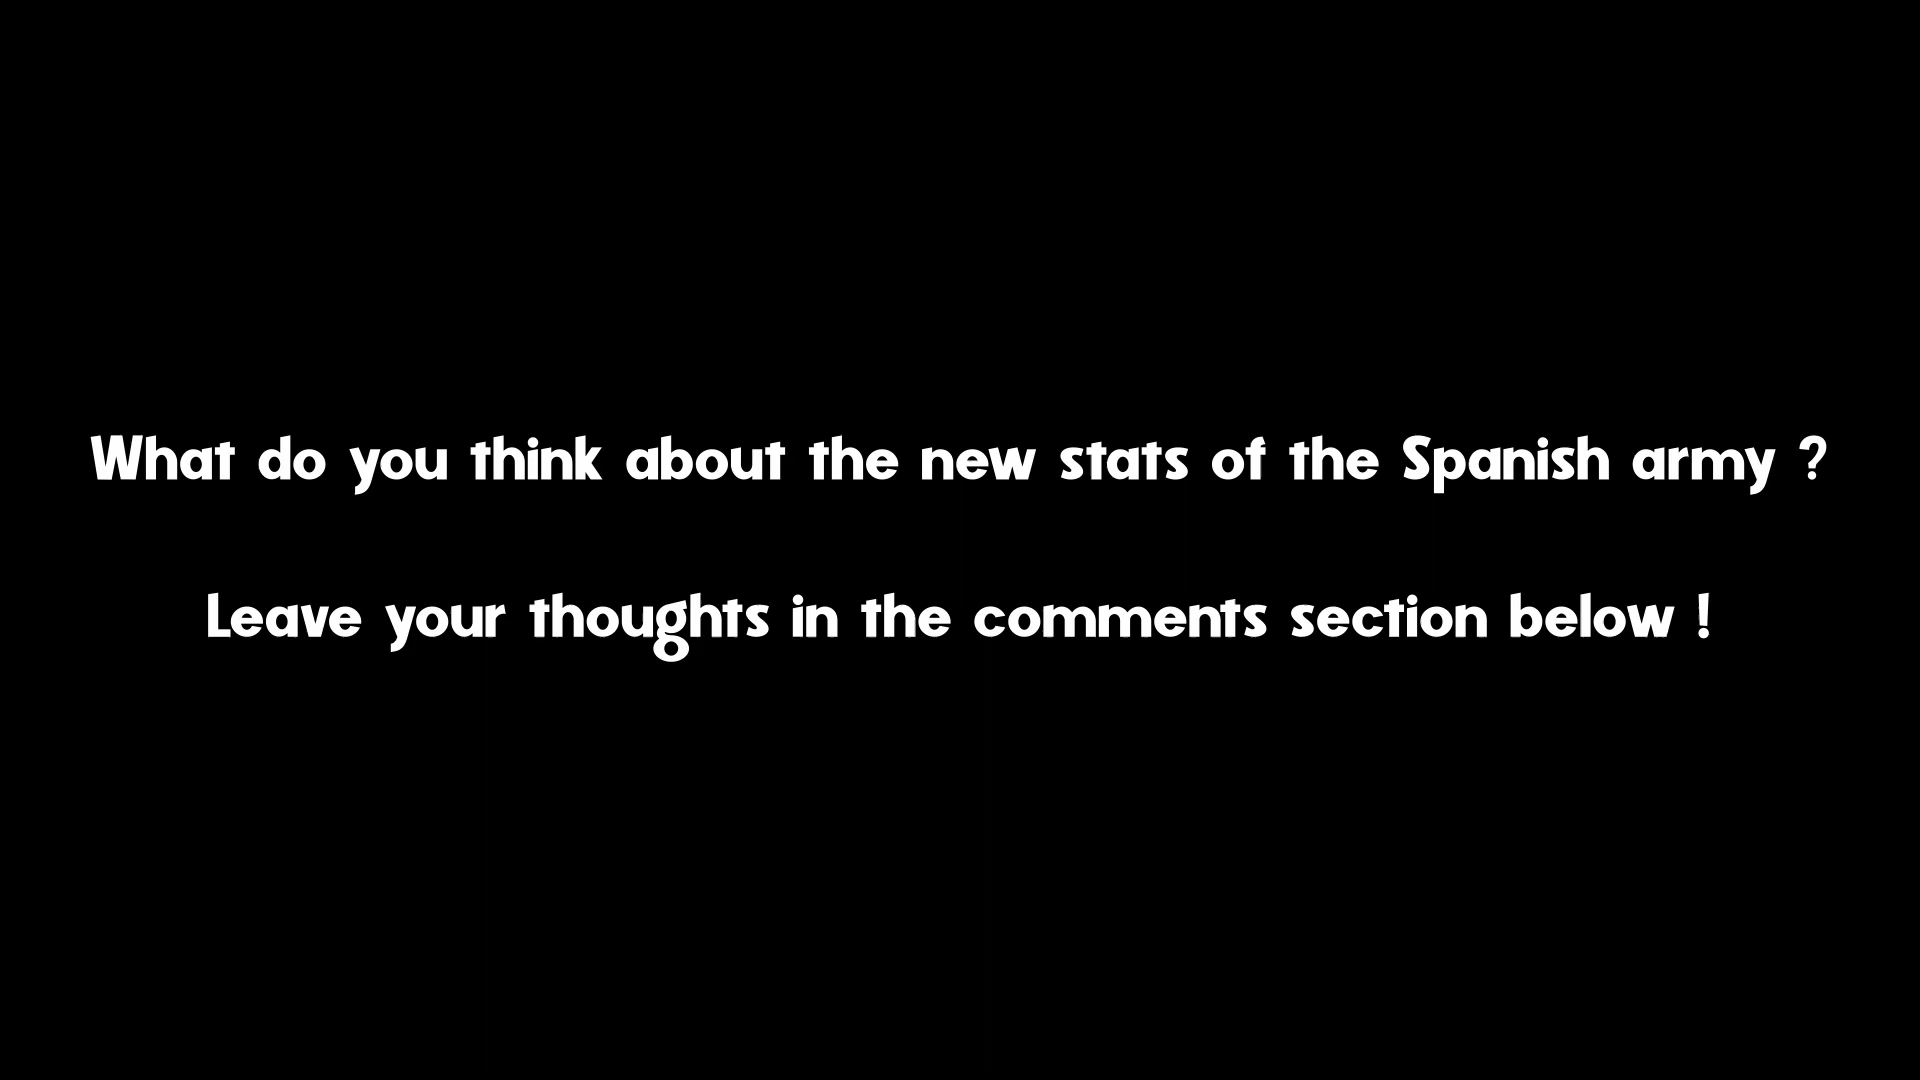 What do you think about the new stats of the Spanish army ?
Leave your thoughts in the comments section below !